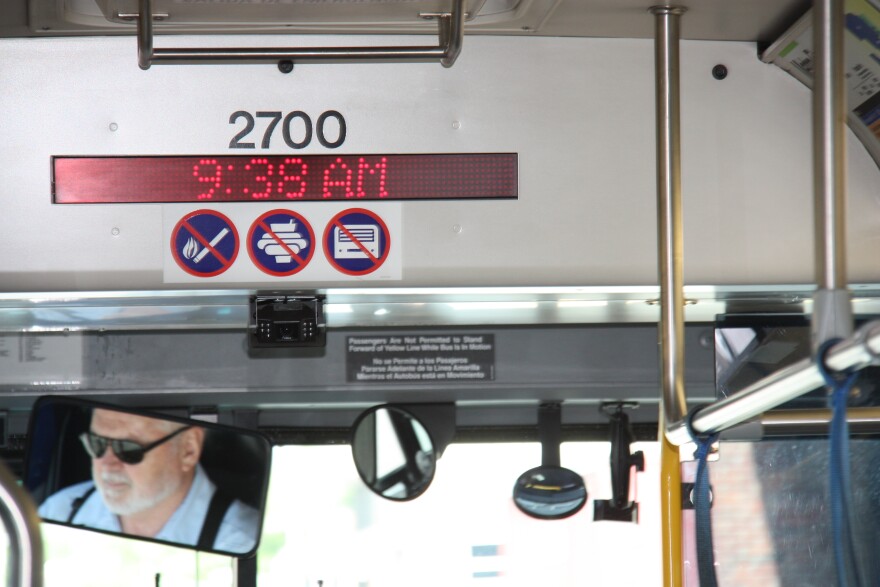 2700
9:38 AM
Passengers Are Not Permitted to Stand
Forward of Yellow Line While Bus Is In Motion
No se Permite a los Pasajeros
Pararse Adelante de la Linea Amarilla
Mientras el Autobús está en Movimiento